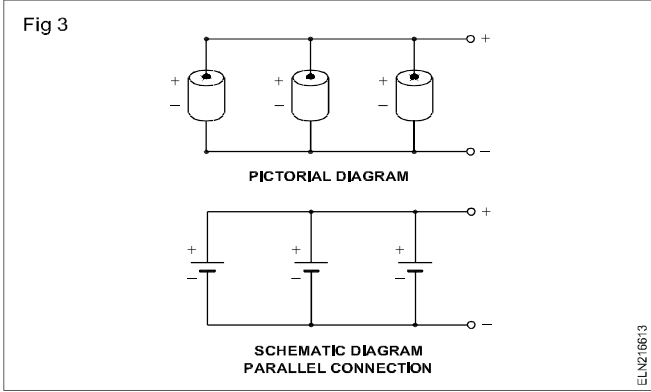 Fig 3
+
+ + +
– – –
–
PICTORIAL DIAGRAM
+
+ + +
– – –
–
SCHEMATIC DIAGRAM
PARALLEL CONNECTION
ELN216613